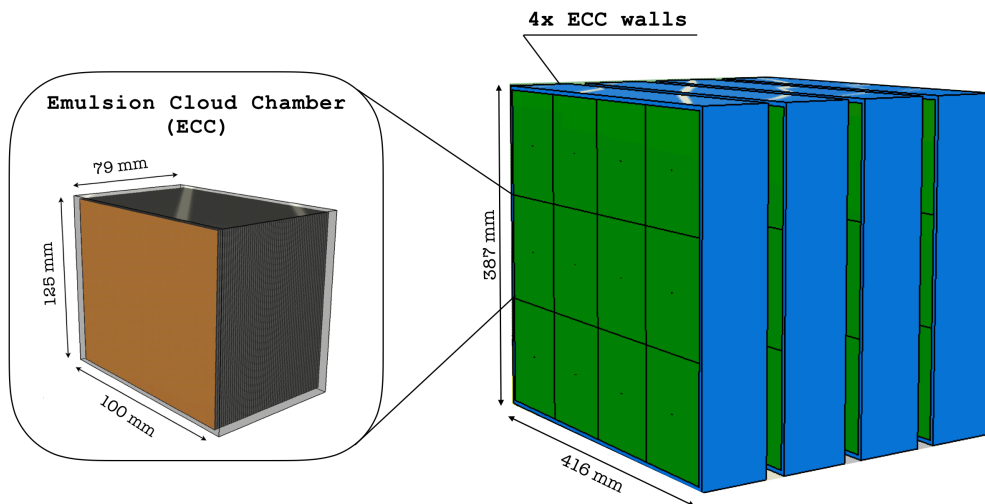 4x ECC walls
Emulsion Cloud Chamber
(ECC)
79 mm
125 mm
100 mm
387 mm
416 mm